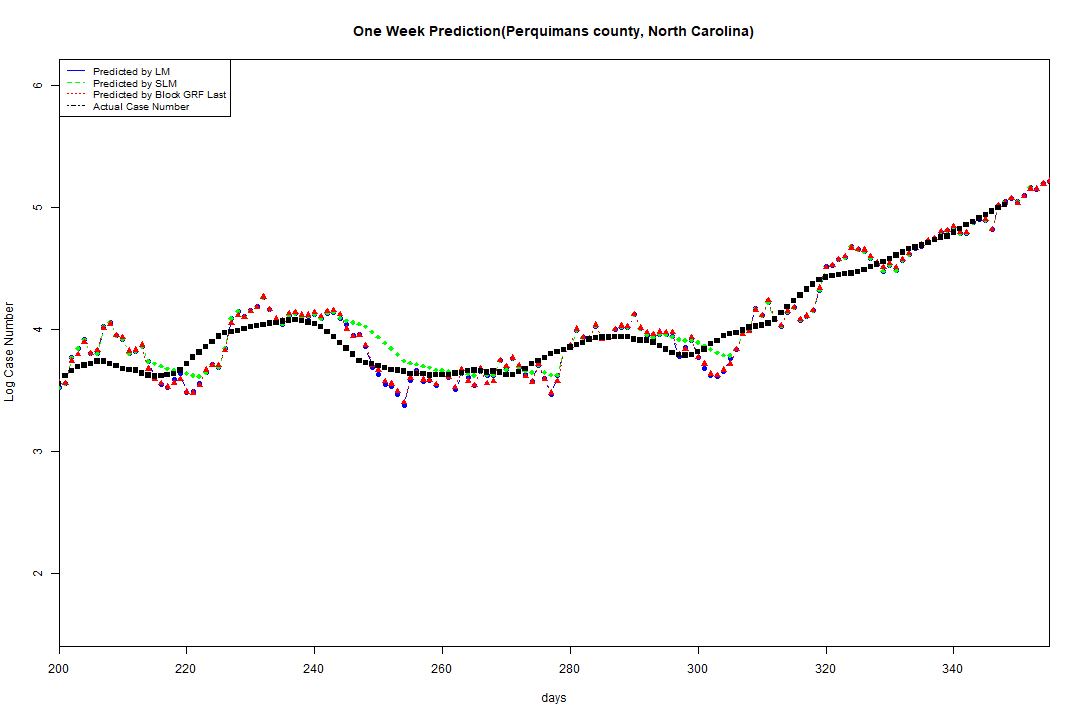 One Week Prediction(Perquimans county, North Carolina)
Predicted by LM
Predicted by SLM
Predicted by Block GRF Last
Actual Case Number
6
5
4
3
2
Log Case Number
200 220 240 260 280 300 320 340
days